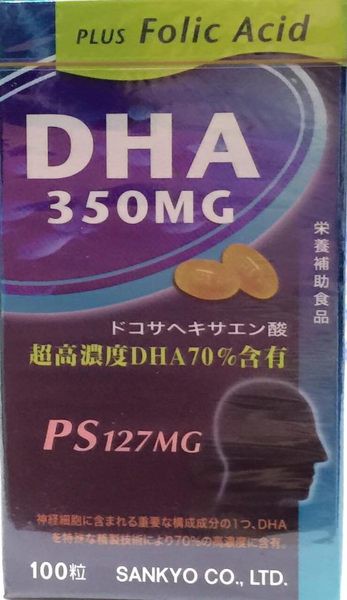 PLUS Folic Acid
DHA
350MG
栄養補助食品
ドコサヘキサエン酸
超高濃度DHA70%含有
PS127MG
神経細胞に含まれる重要な構成成分の1つ、DHA
を特殊な精製技術により70%の高濃度に含有。
100粒 SANKYO CO., LTD.